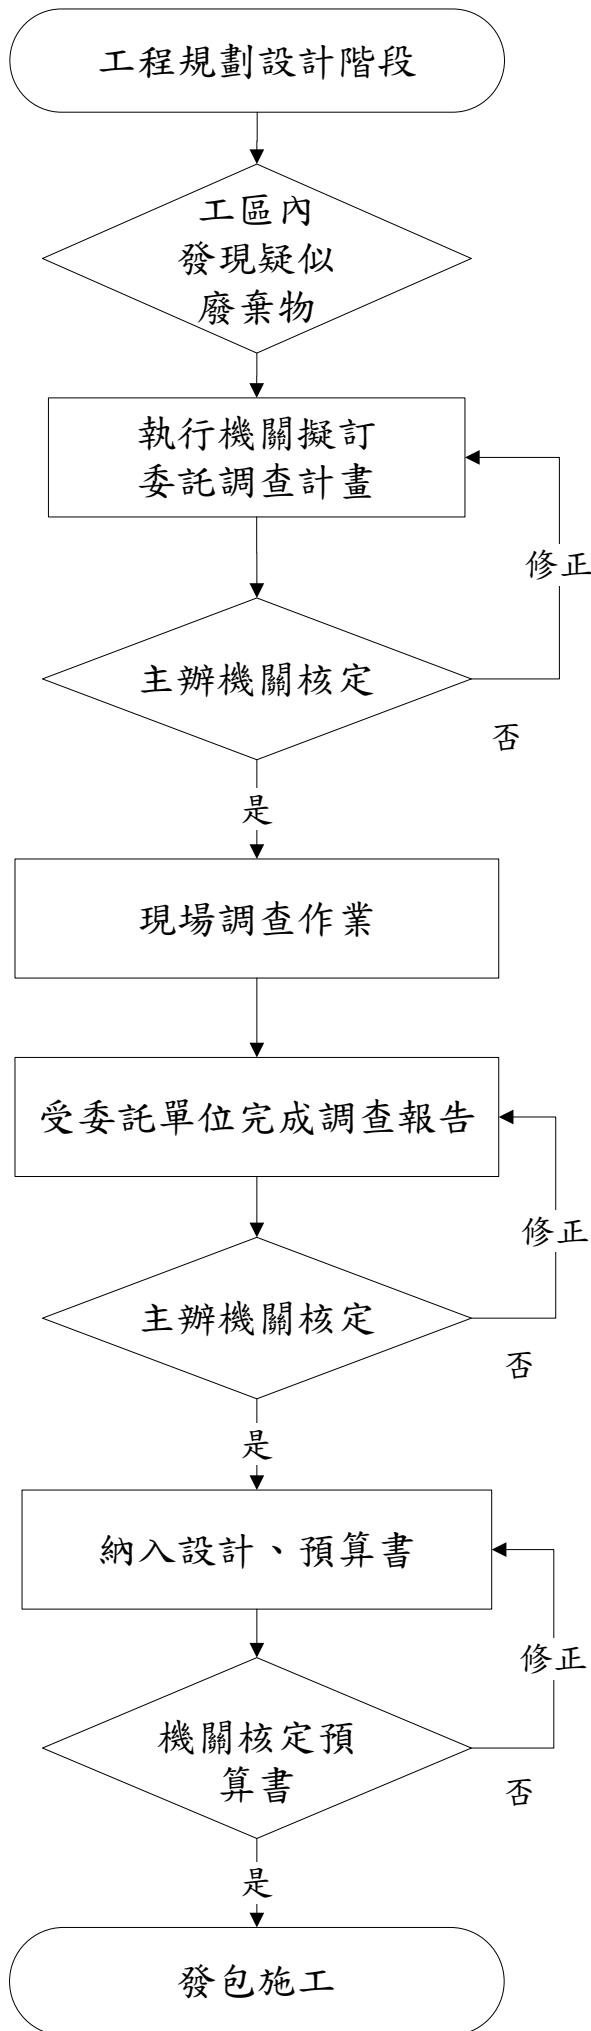 工程規劃設計階段
工區內
發現疑似
廢棄物
執行機關擬訂
委託調查計畫
修正
主辦機關核定
否
是
現場調查作業
受委託單位完成調查報告
修正
主辦機關核定
否
是
納入設計、預算書
修正
機關核定預
算書
否
是
發包施工